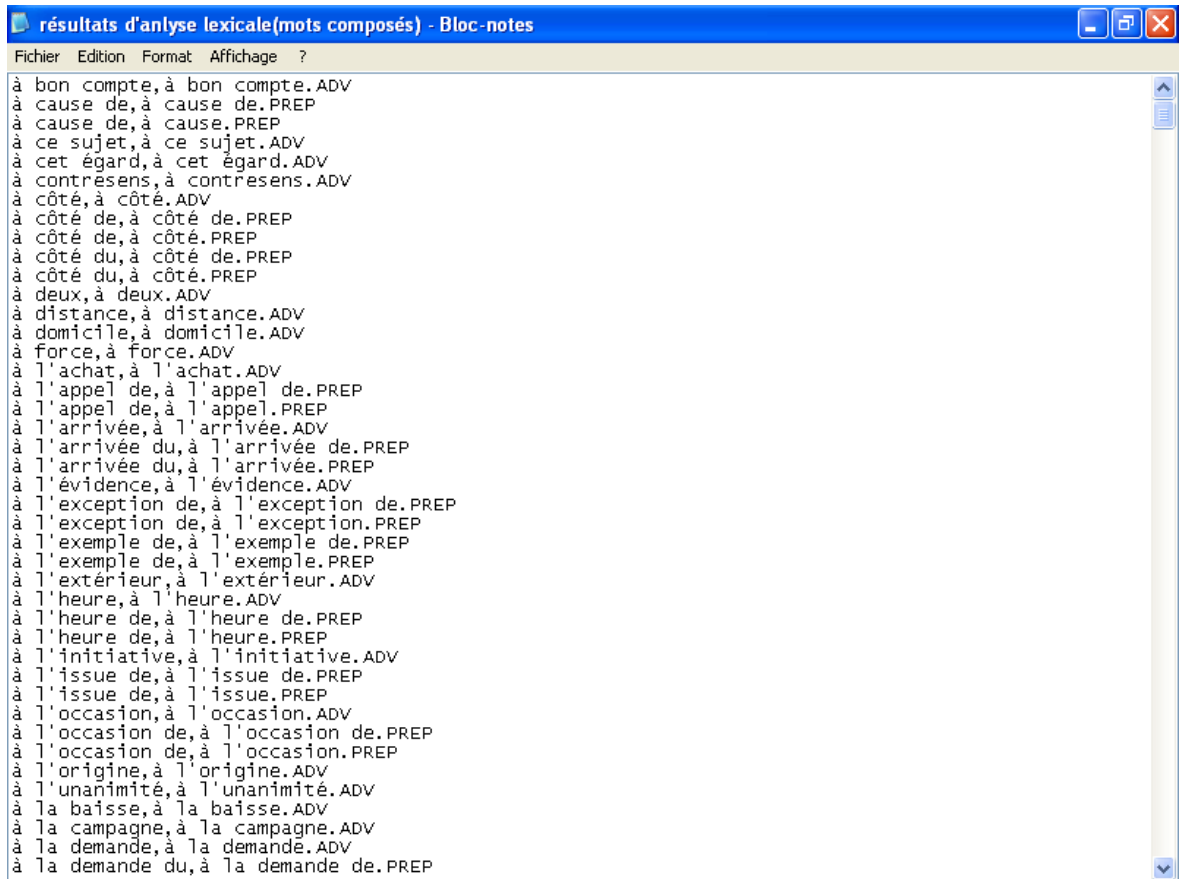 résultats d'anlyse lexicale(mots composés) - Bloc-notes
Fichier Edition Format Affichage ?
à bon compte,à bon compte.ADV
à cause de,à cause de.PREP
à cause de,à cause.PREP
à ce sujet,à ce sujet.ADV
à cet égard,à cet égard.ADV
à contresens,à contresens.ADV
à côté,à côté.ADV
à côté de,à côté de.PREP
à côté de,à côté.PREP
à côté du,à côté de.PREP
à côté du,à côté.PREP
à deux,à deux.ADV
à distance,à distance.ADV
à domicile,à domicile.ADV
à force,à force.ADV
à l'achat,à l'achat.ADV
à l'appel de,à l'appel de.PREP
à l'appel de,à l'appel.PREP
à l'arrivée,à l'arrivée.ADV
à l'arrivée du,à l'arrivée de.PREP
à l'arrivée du,à l'arrivée.PREP
à l'évidence,à l'évidence.ADV
à l'exception de,à l'exception de.PREP
à l'exception de,à l'exception.PREP
à l'exemple de,à l'exemple de.PREP
à l'exemple de,à l'exemple.PREP
à l'extérieur,à l'extérieur.ADV
à l'heure,à l'heure.ADV
à l'heure de,à l'heure de.PREP
à l'heure de,à l'heure.PREP
à l'initiative,à l'initiative.ADV
à l'issue de,à l'issue de.PREP
à l'issue de,à l'issue.PREP
à l'occasion,à l'occasion.ADV
à l'occasion de,à l'occasion de.PREP
à l'occasion de,à l'occasion.PREP
à l'origine,à l'origine.ADV
à l'unanimité,à l'unanimité.ADV
à la baisse,à la baisse.ADV
à la campagne,à la campagne.ADV
à la demande,à la demande.ADV
à la demande du,à la demande de.PREP